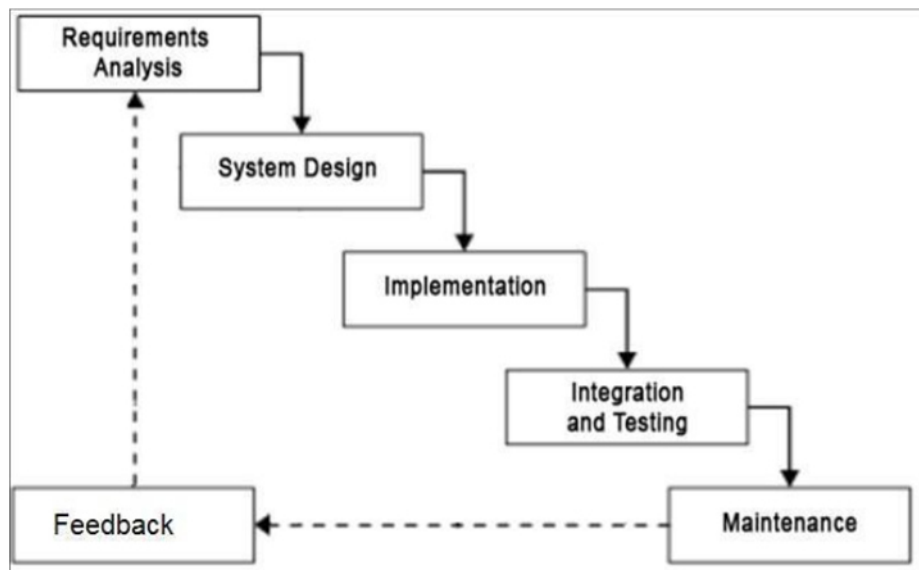 Requirements
Analysis
System Design
Implementation
Integration
and Testing
Feedback
Maintenance